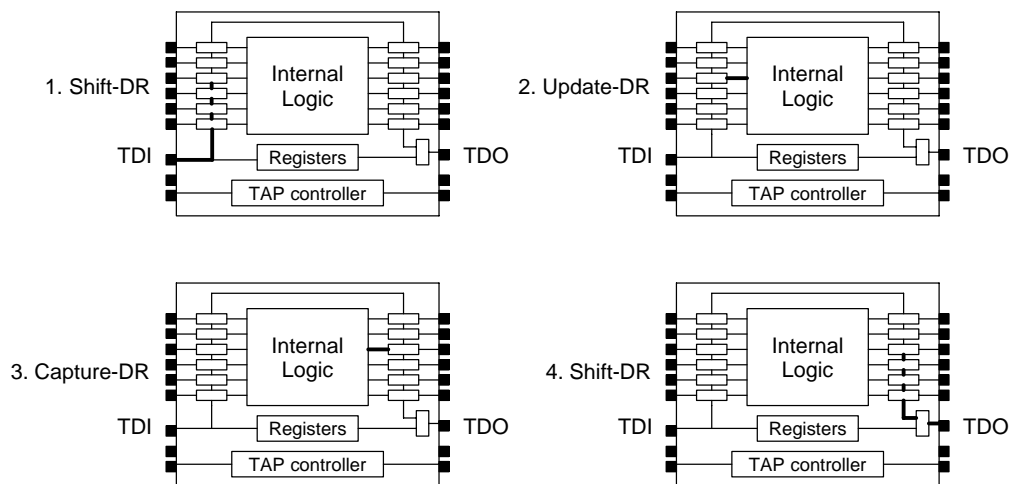 1. Shift-DR
Internal
Logic
TDI
Registers
TDO
TAP controller
2. Update-DR
Internal
Logic
TDI
Registers
TDO
TAP controller
3. Capture-DR
Internal
Logic
TDI
Registers
TDO
TAP controller
4. Shift-DR
Internal
Logic
TDI
Registers
TDO
TAP controller